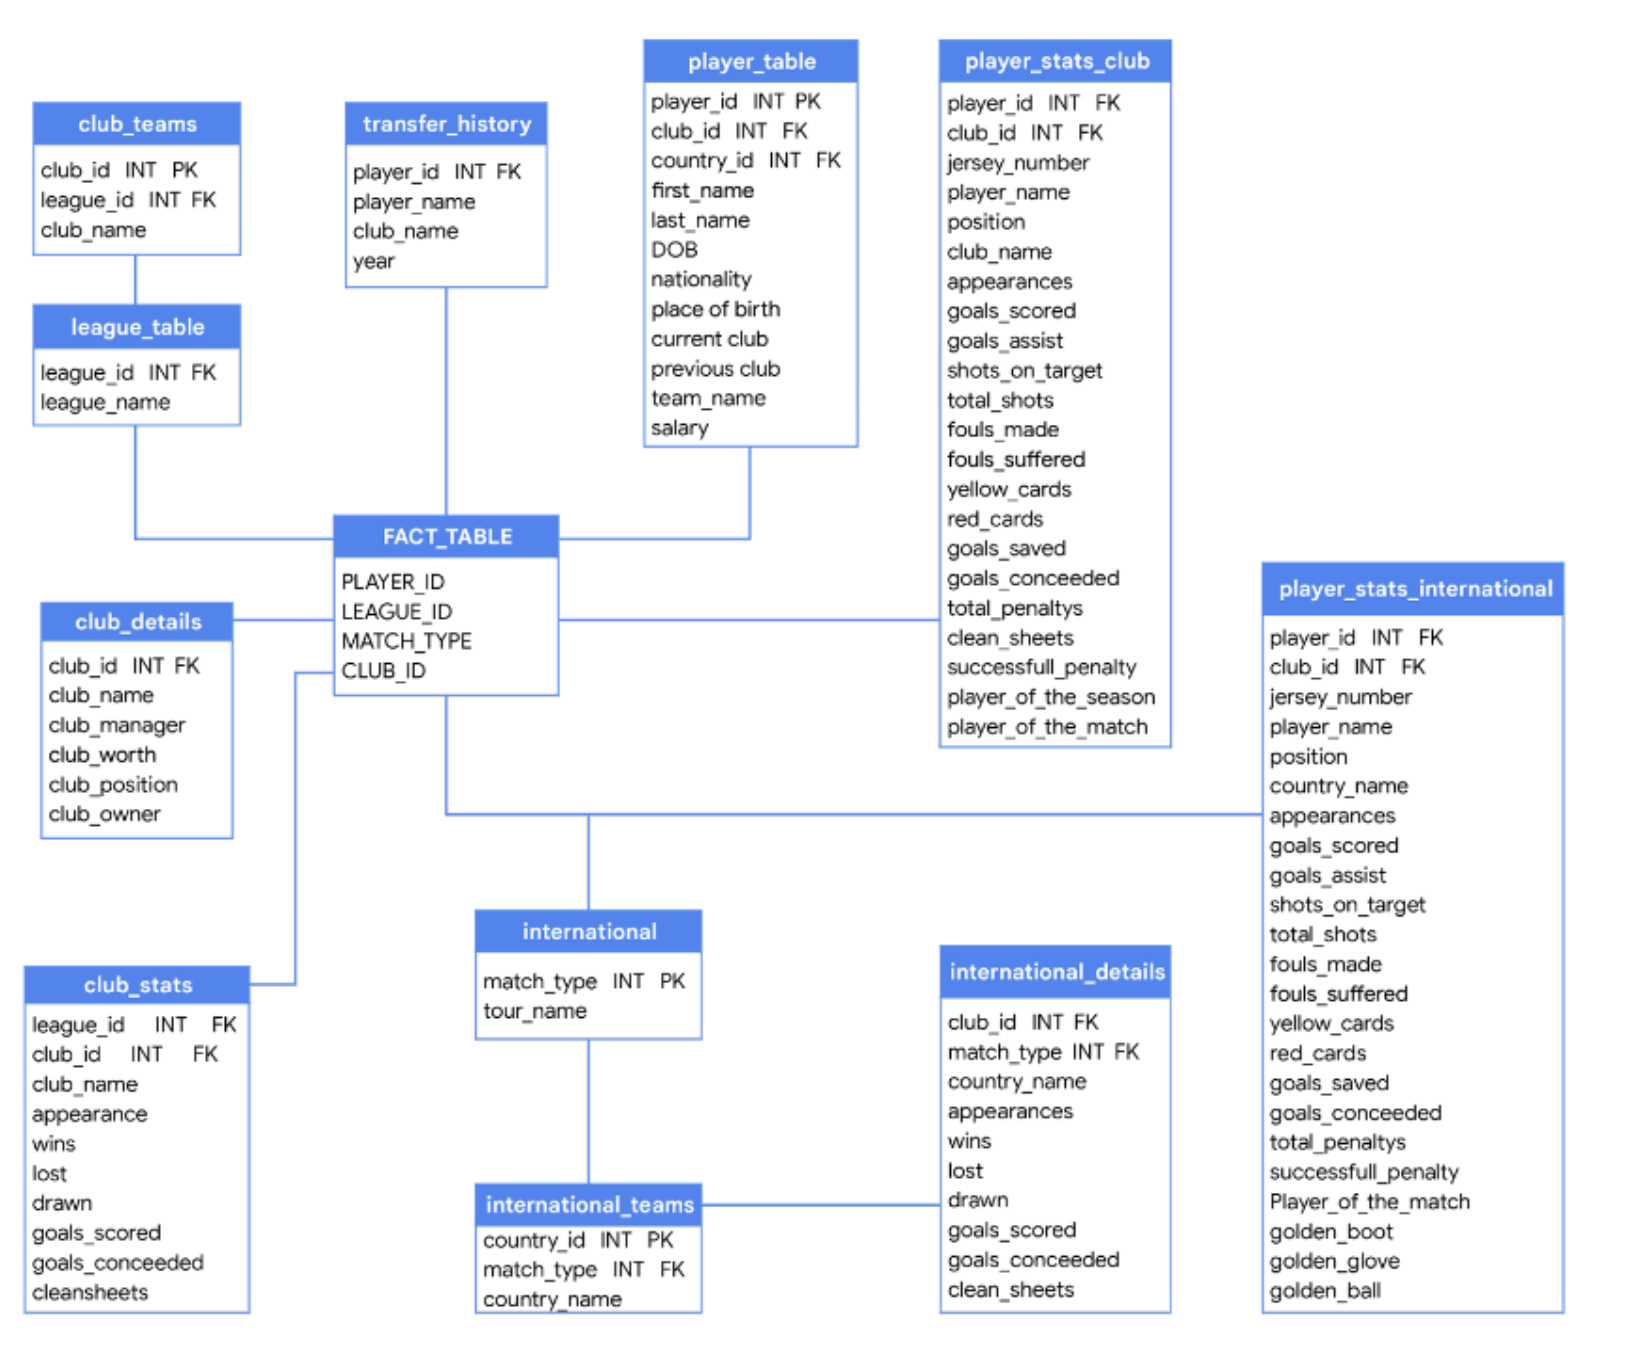 club_teams
club_id INT PK
league_id INT FK
club_name
league_table
league_id INT FK
league_name
transfer_history
player_id INT FK
player_name
club_name
year
player_table
player_id INT PK
club_id INT FK
country_id INT FK
first_name
last_name
DOB
nationality
place of birth
current club
previous club
team_name
salary
player_stats_club
player_id INT FK
club_id INT FK
jersey_number
player_name
position
club_name
appearances
goals_scored
goals_assist
shots_on_target
total_shots
fouls_made
fouls_suffered
yellow_cards
red_cards
goals_saved
goals_conceeded
total_penaltys
clean_sheets
successfull_penalty
player_of_the_season
player_of_the_match
FACT_TABLE
PLAYER_ID
LEAGUE_ID
MATCH_TYPE
CLUB_ID
club_details
club_id INT FK
club_name
club_manager
club_worth
club_position
club_owner
player_stats_international
player_id INT FK
club_id INT FK
jersey_number
player_name
position
country_name
appearances
goals_scored
goals_assist
shots_on_target
total_shots
fouls_made
fouls_suffered
yellow_cards
red_cards
goals_saved
goals_conceeded
total_penaltys
successfull_penalty
Player_of_the_match
golden_boot
golden_glove
golden_ball
club_stats
league_id INT FK
club_id INT FK
club_name
appearance
wins
lost
drawn
goals_scored
goals_conceeded
cleansheets
international
match_type INT PK
tour_name
international_teams
country_id INT PK
match_type INT FK
country_name
international_details
club_id INT FK
match_type INT FK
country_name
appearances
wins
lost
drawn
goals_scored
goals_conceeded
clean_sheets